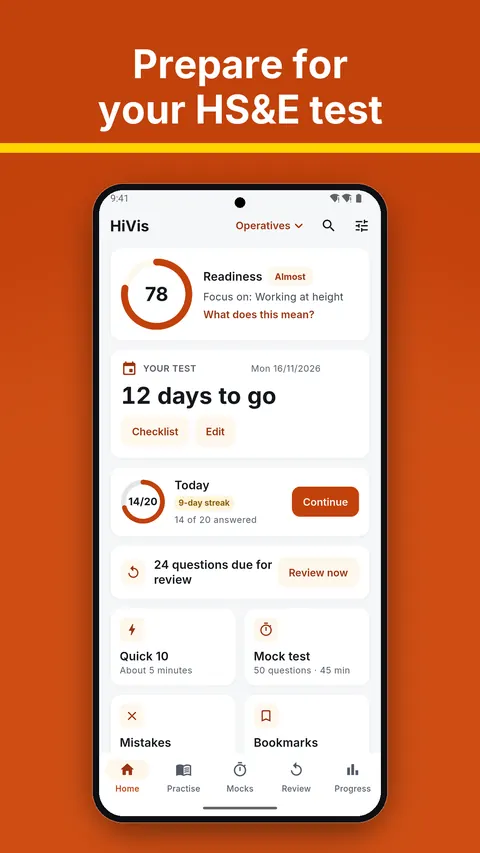 Prepare for
your HS&E test
9:41
HiVis
Operatives
78
Readiness
Almost
Focus on: Working at height
What does this mean?
YOUR TEST
Mon 16/11/2026
12 days to go
Checklist
Edit
14/20
Today
9-day streak
14 of 20 answered
Continue
24 questions due for
review
Review now
Quick 10
About 5 minutes
Mock test
50 questions · 45 min
Mistakes
Bookmarks
Home
Practise
Mocks
Review
Progress